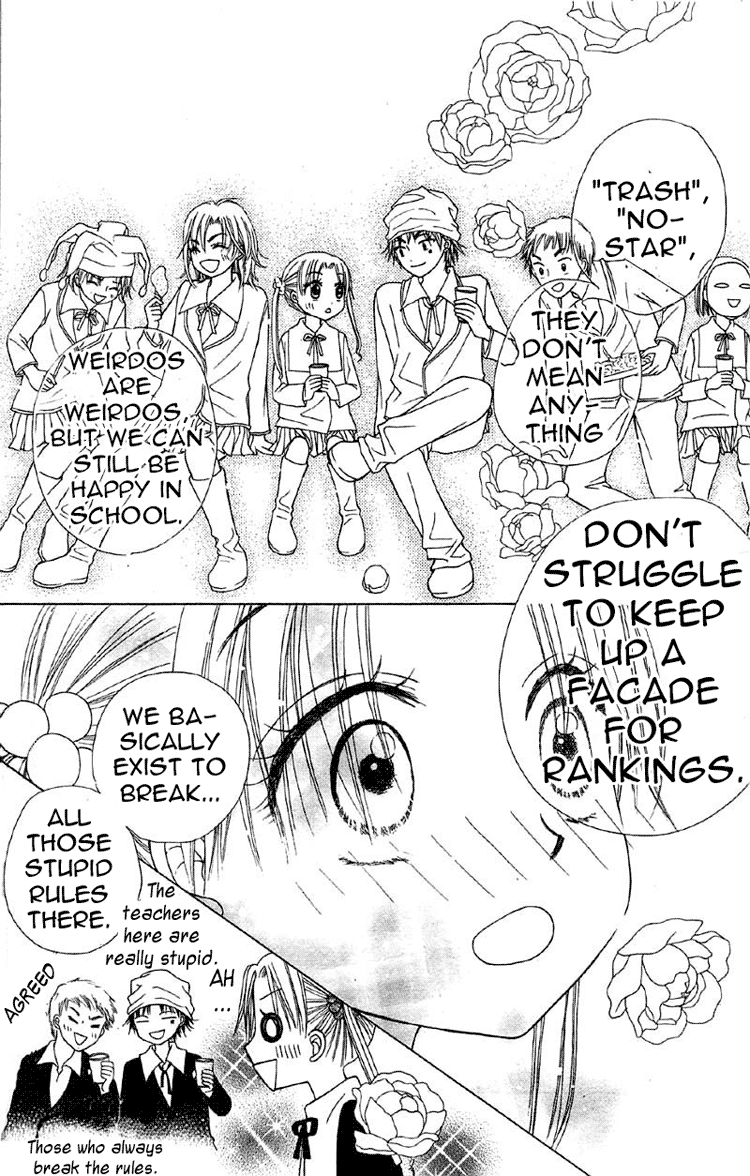 "TRASH",
"NO-
STAR",
THEY
DON'T
MEAN
ANY-
THING
WEIRDOS
ARE
WEIRDOS,
BUT WE CAN
STILL BE
HAPPY IN
SCHOOL.
DON'T
STRUGGLE
TO KEEP
UP A
FACADE
FOR
RANKINGS.
WE BA-
SICALLY
EXIST TO
BREAK...
ALL
THOSE
STUPID
RULES
THERE.
The
teachers
here are
really stupid.
AGREED
AH
...
Those who always
break the rules.